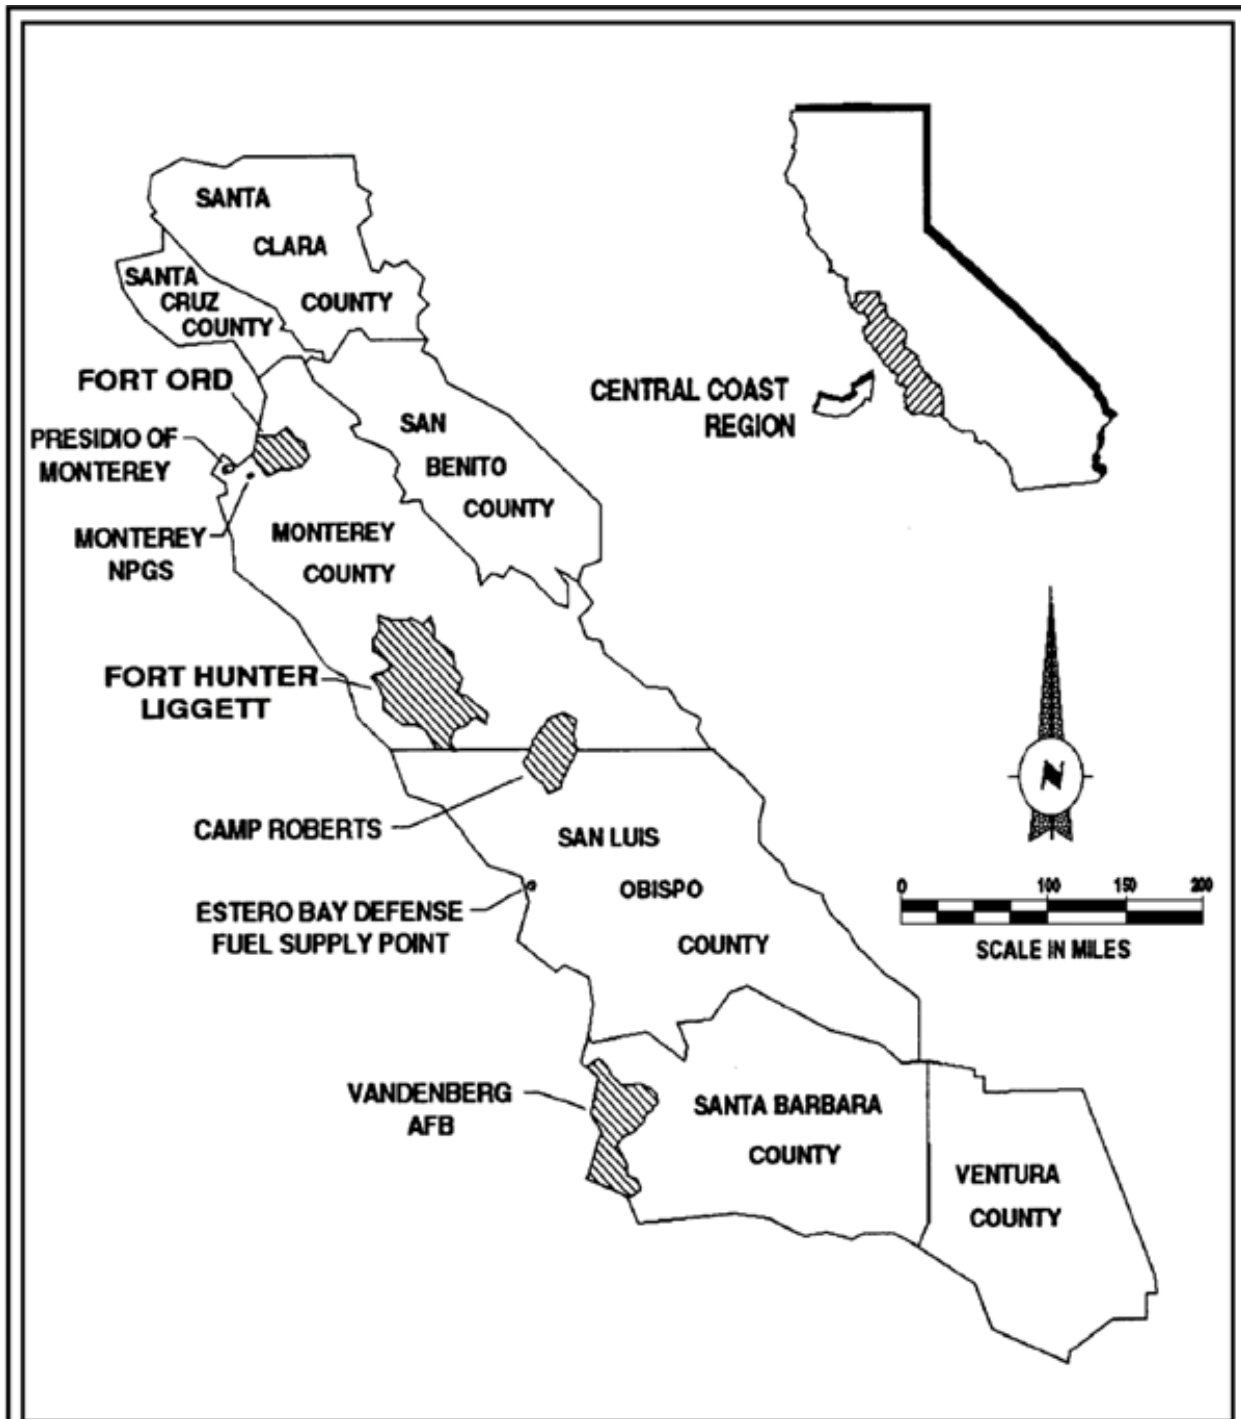 SANTA
CLARA
COUNTY
SANTA
CRUZ
COUNTY
FORT ORD
PRESIDIO OF
MONTEREY
MONTEREY
NPGS
SAN
BENITO
COUNTY
MONTEREY
COUNTY
CENTRAL COAST
REGION
FORT HUNTER
LIGGETT
CAMP ROBERTS
SAN LUIS
OBISPO
COUNTY
ESTERO BAY DEFENSE
FUEL SUPPLY POINT
N
0 100 150 200
SCALE IN MILES
VANDENBERG
AFB
SANTA BARBARA
COUNTY
VENTURA
COUNTY